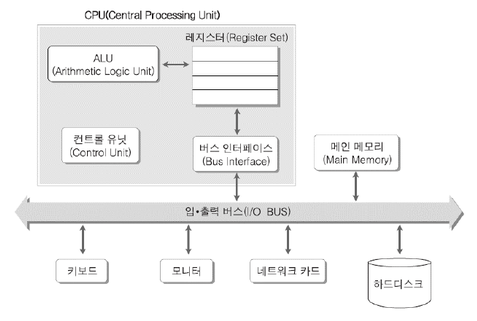 CPU(Central Processing Unit)
ALU
(Arithmetic Logic Unit)
레지스터(Register Set)
컨트롤 유닛
(Control Unit)
버스 인터페이스
(Bus Interface)
메인 메모리
(Main Memory)
입•출력 버스(I/O BUS)
키보드
모니터
네트워크 카드
하드디스크